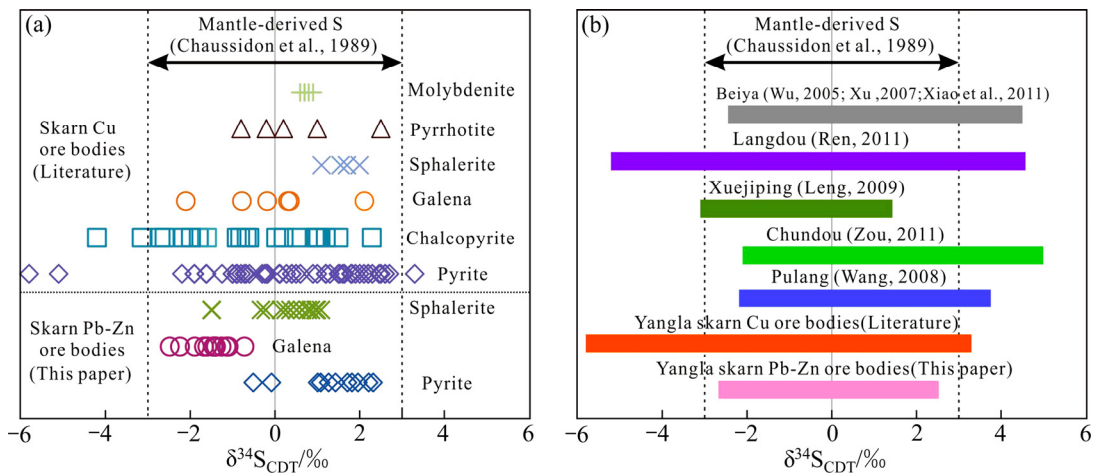 (a)
Mantle-derived S
(Chaussidon et al., 1989)
Molybdenite
Skarn Cu
ore bodies
(Literature)
Pyrrhotite
Sphalerite
Galena
Chalcopyrite
Pyrite
Skarn Pb-Zn
ore bodies
(This paper)
Sphalerite
Galena
Pyrite
−6 −4 −2 0 2 4 6
δ³⁴S_CDT/‰
(b)
Mantle-derived S
(Chaussidon et al., 1989)
Beiya (Wu, 2005; Xu ,2007;Xiao et al., 2011)
Langdou (Ren, 2011)
Xuejiping (Leng, 2009)
Chundou (Zou, 2011)
Pulang (Wang, 2008)
Yangla skarn Cu ore bodies(Literature)
Yangla skarn Pb-Zn ore bodies(This paper)
−6 −4 −2 0 2 4 6
δ³⁴S_CDT/‰